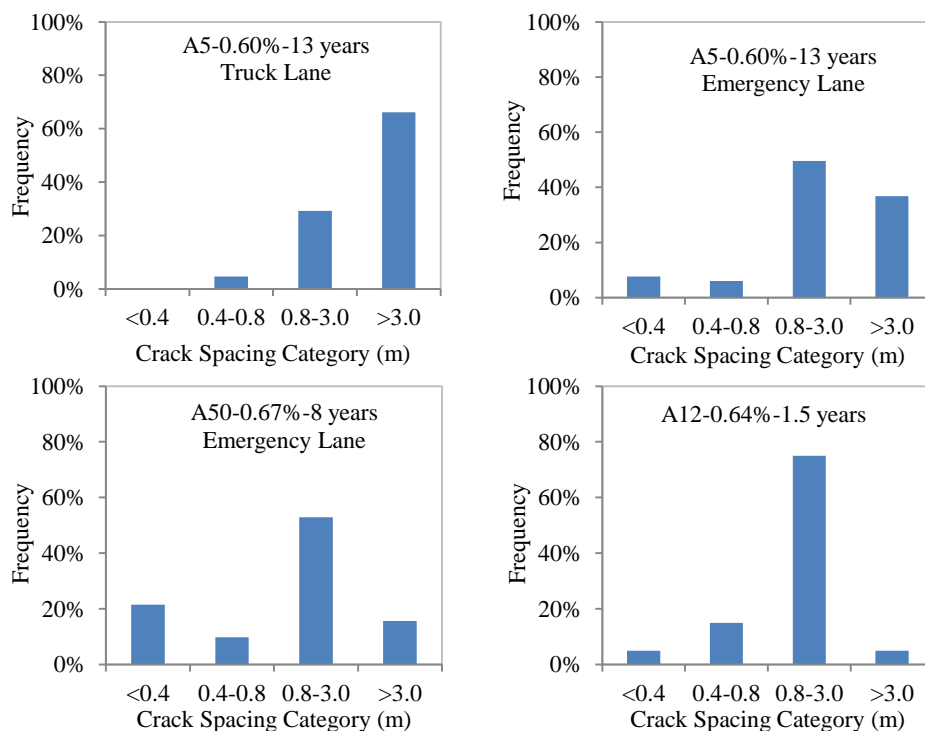 100%
80%
60%
40%
20%
0%
Frequency
A5-0.60%-13 years
Truck Lane
<0.4 0.4-0.8 0.8-3.0 >3.0
Crack Spacing Category (m)
100%
80%
60%
40%
20%
0%
Frequency
A5-0.60%-13 years
Emergency Lane
<0.4 0.4-0.8 0.8-3.0 >3.0
Crack Spacing Category (m)
100%
80%
60%
40%
20%
0%
Frequency
A50-0.67%-8 years
Emergency Lane
<0.4 0.4-0.8 0.8-3.0 >3.0
Crack Spacing Category (m)
100%
80%
60%
40%
20%
0%
Frequency
A12-0.64%-1.5 years
<0.4 0.4-0.8 0.8-3.0 >3.0
Crack Spacing Category (m)